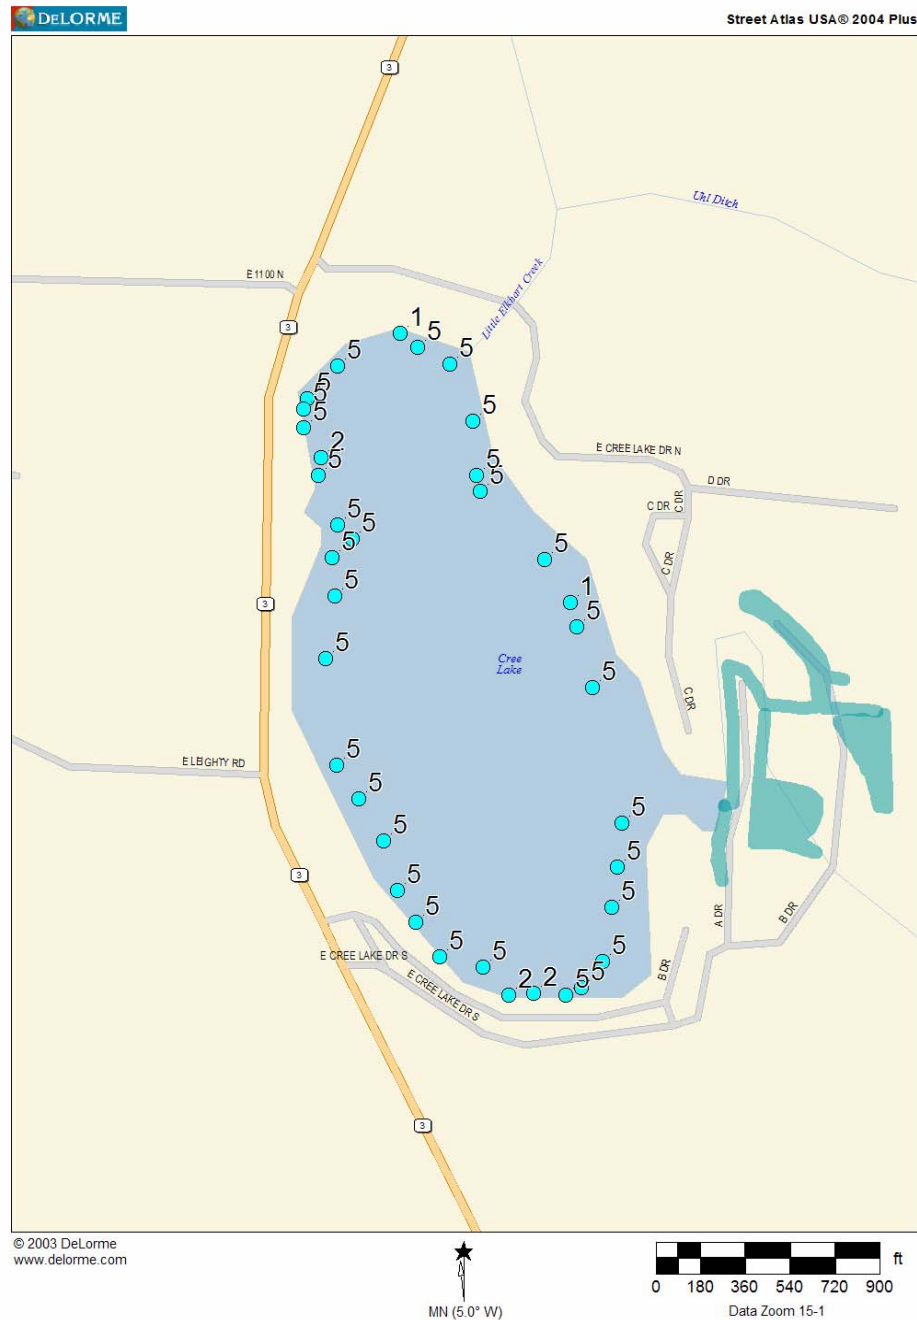 DELORME
Street Atlas USA® 2004 Plus
3
Uhl Ditch
E 1100 N
Little Elkhart Creek
3
1
5
5
5
5
5
5
5
2
5
5
5
E CREE LAKE DR N
D DR
C DR
C DR
5
5
5
5
5
C DR
1
5
3
5
Cree
Lake
5
C DR
E LEIGHTY RD
5
5
5
5
5
3
5
5
5
A DR
B DR
5
E CREE LAKE DR S
5
5
5
B DR
E CREE LAKE DR S
2
2
5
5
3
© 2003 DeLorme
www.delorme.com
MN (5.0° W)
ft
0 180 360 540 720 900
Data Zoom 15-1